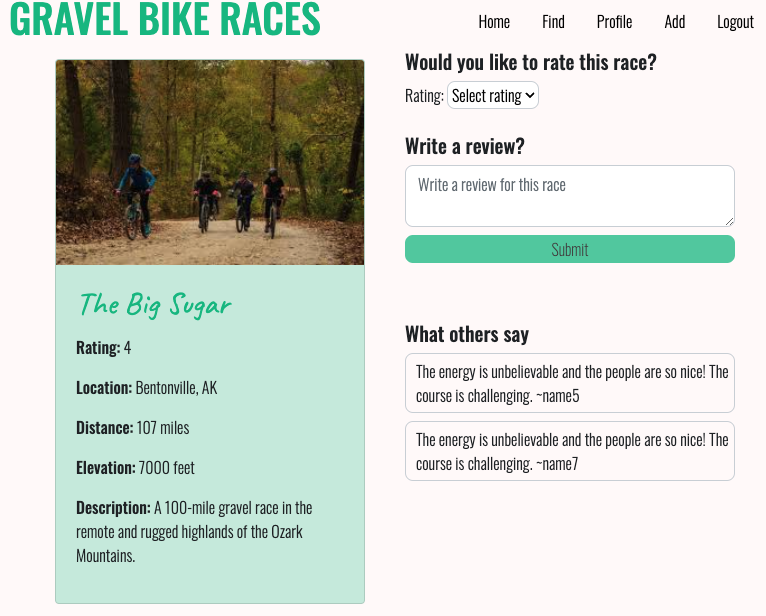 GRAVEL BIKE RACES
Home Find Profile Add Logout
The Big Sugar
Rating: 4
Location: Bentonville, AK
Distance: 107 miles
Elevation: 7000 feet
Description: A 100-mile gravel race in the
remote and rugged highlands of the Ozark
Mountains.
Would you like to rate this race?
Rating: Select rating
Write a review?
Write a review for this race
Submit
What others say
The energy is unbelievable and the people are so nice! The
course is challenging. ~name5
The energy is unbelievable and the people are so nice! The
course is challenging. ~name7